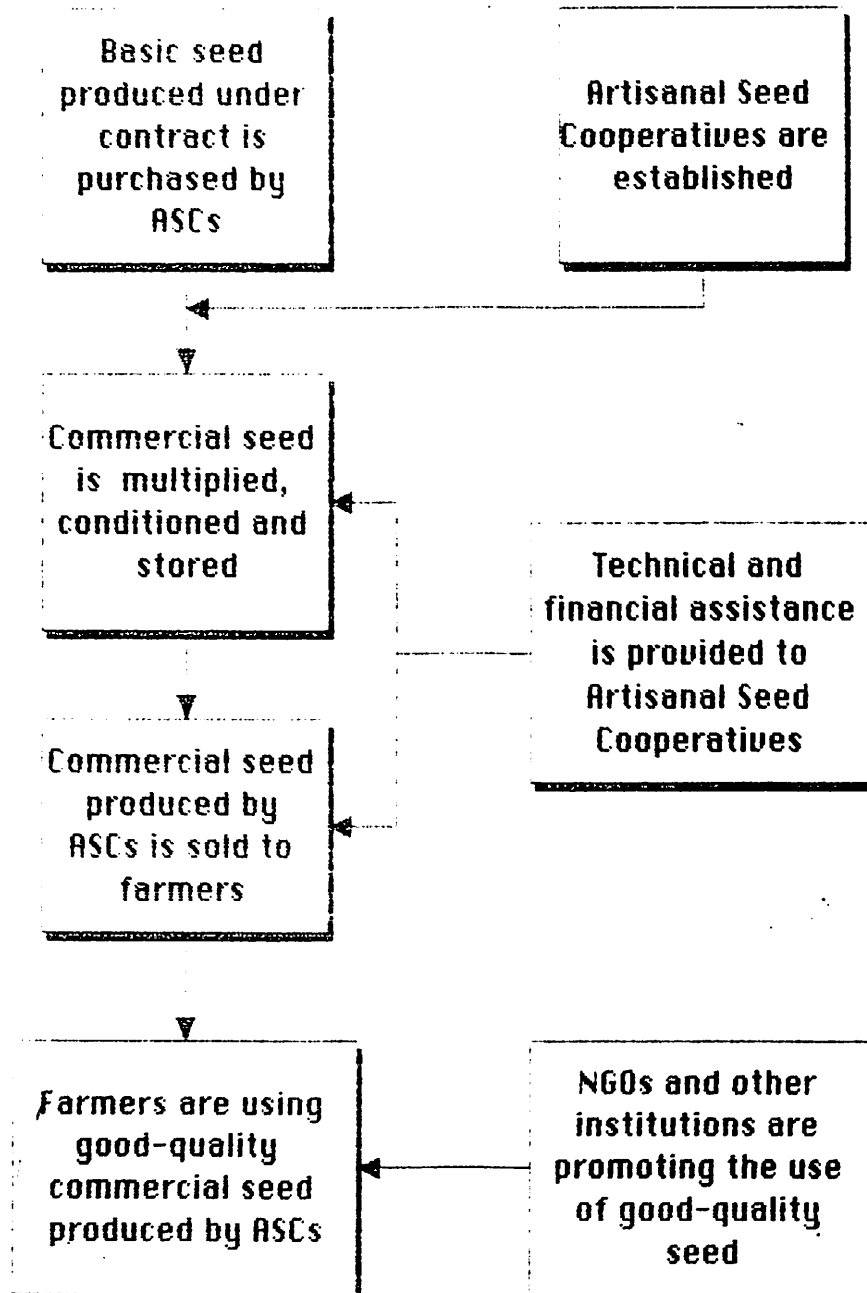 Basic seed
produced under
contract is
purchased by
ASCs
Artisanal Seed
Cooperatives are
established
Commercial seed
is multiplied,
conditioned and
stored
Technical and
financial assistance
is provided to
Artisanal Seed
Cooperatives
Commercial seed
produced by
ASCs is sold to
farmers
Farmers are using
good-quality
commercial seed
produced by ASCs
NGOs and other
institutions are
promoting the use
of good-quality
seed